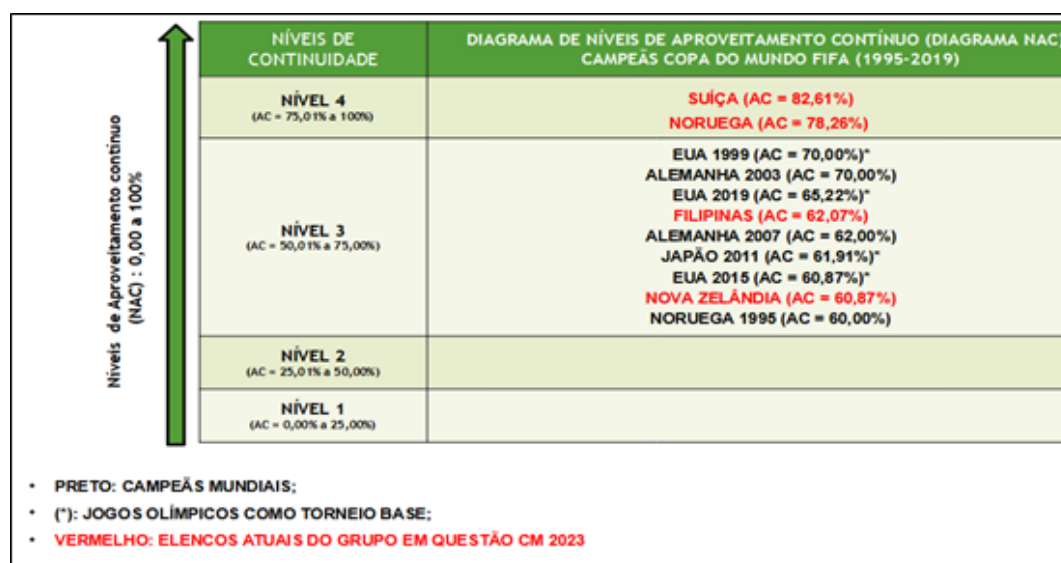 NÍVEIS DE
CONTINUIDADE
DIAGRAMA DE NÍVEIS DE APROVEITAMENTO CONTÍNUO (DIAGRAMA NAC)
CAMPEÃS COPA DO MUNDO FIFA (1995-2019)
Níveis de Aproveitamento contínuo
(NAC) : 0,00 a 100%
NÍVEL 4
(AC = 75,01% a 100%)
SUÍÇA (AC = 82,61%)
NORUEGA (AC = 78,26%)
NÍVEL 3
(AC = 50,01% a 75,00%)
EUA 1999 (AC = 70,00%)*
ALEMANHA 2003 (AC = 70,00%)
EUA 2019 (AC = 65,22%)*
FILIPINAS (AC = 62,07%)
ALEMANHA 2007 (AC = 62,00%)
JAPÃO 2011 (AC = 61,91%)*
EUA 2015 (AC = 60,87%)*
NOVA ZELÂNDIA (AC = 60,87%)
NORUEGA 1995 (AC = 60,00%)
NÍVEL 2
(AC = 25,01% a 50,00%)
NÍVEL 1
(AC = 0,00% a 25,00%)
• PRETO: CAMPEÃS MUNDIAIS;
• (*): JOGOS OLÍMPICOS COMO TORNEIO BASE;
• VERMELHO: ELENCOS ATUAIS DO GRUPO EM QUESTÃO CM 2023